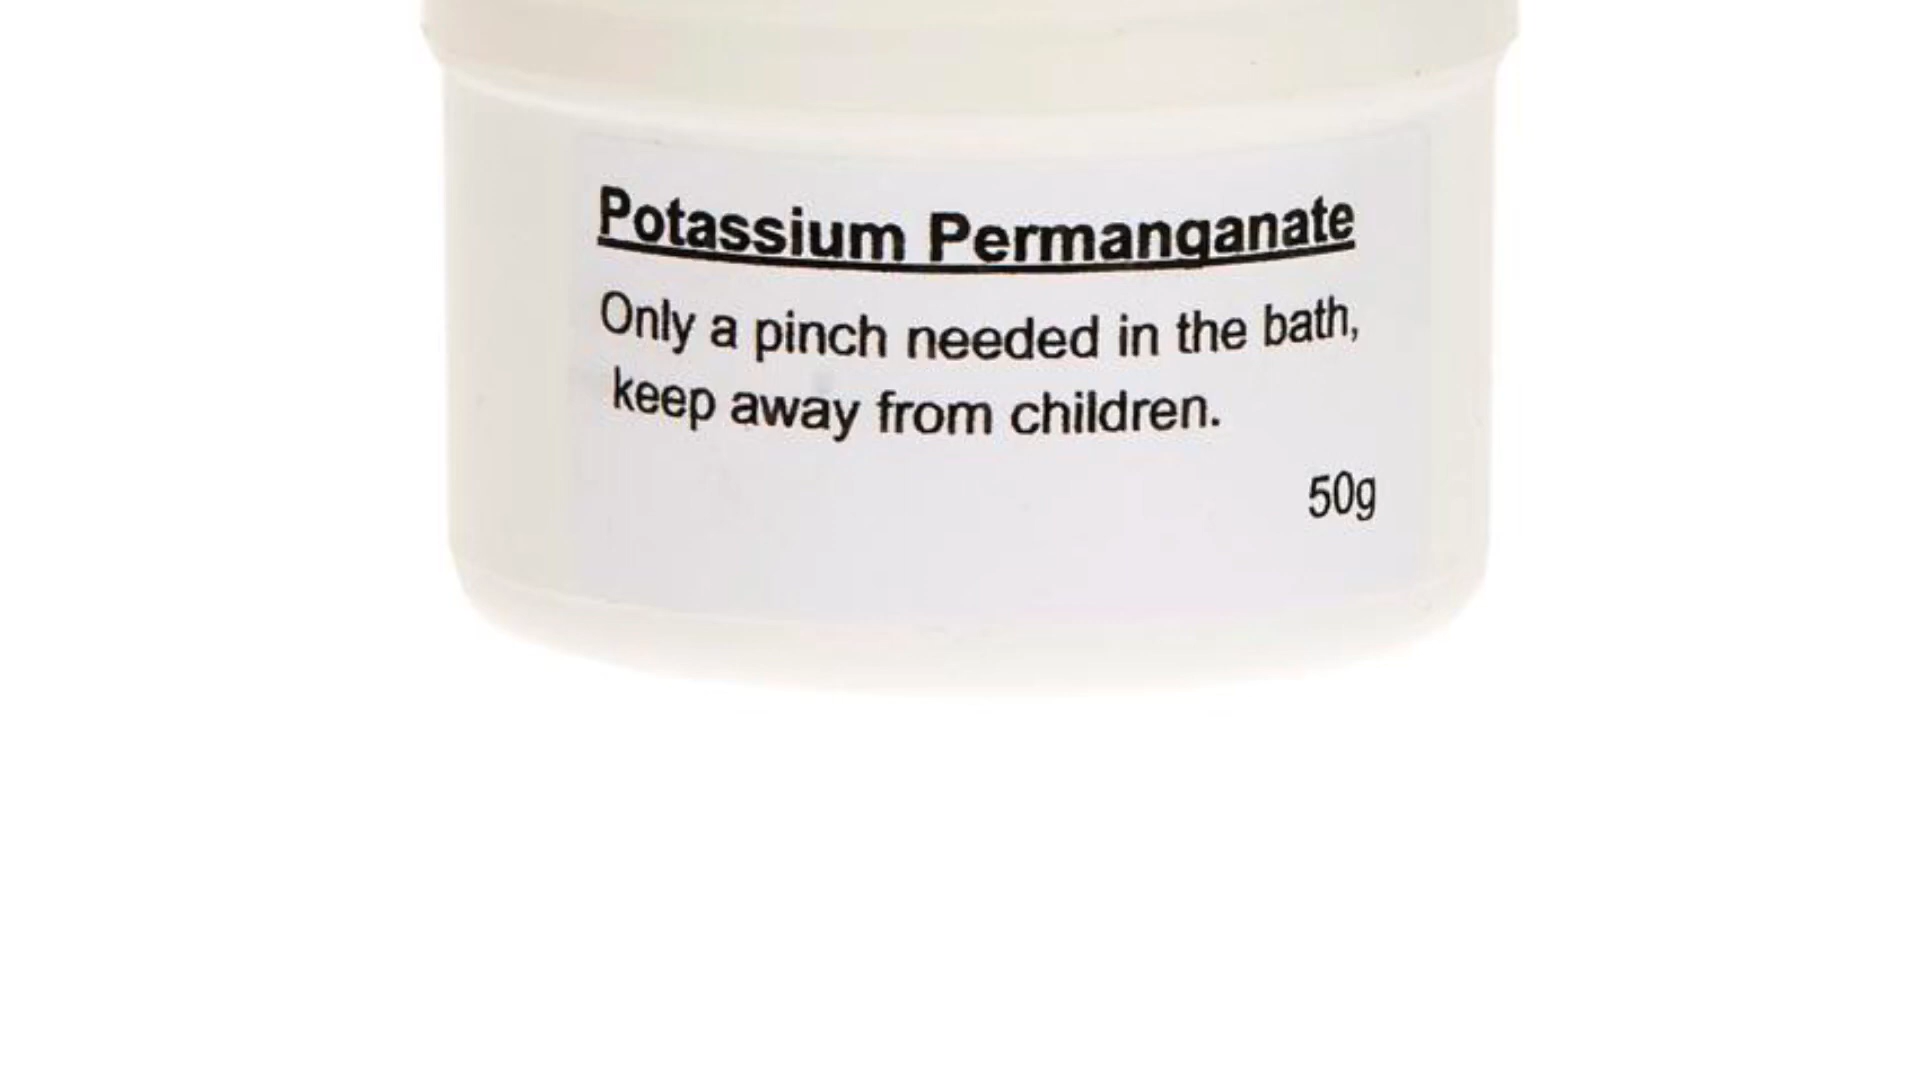 Potassium Permanganate
Only a pinch needed in the bath,
keep away from children.
50g